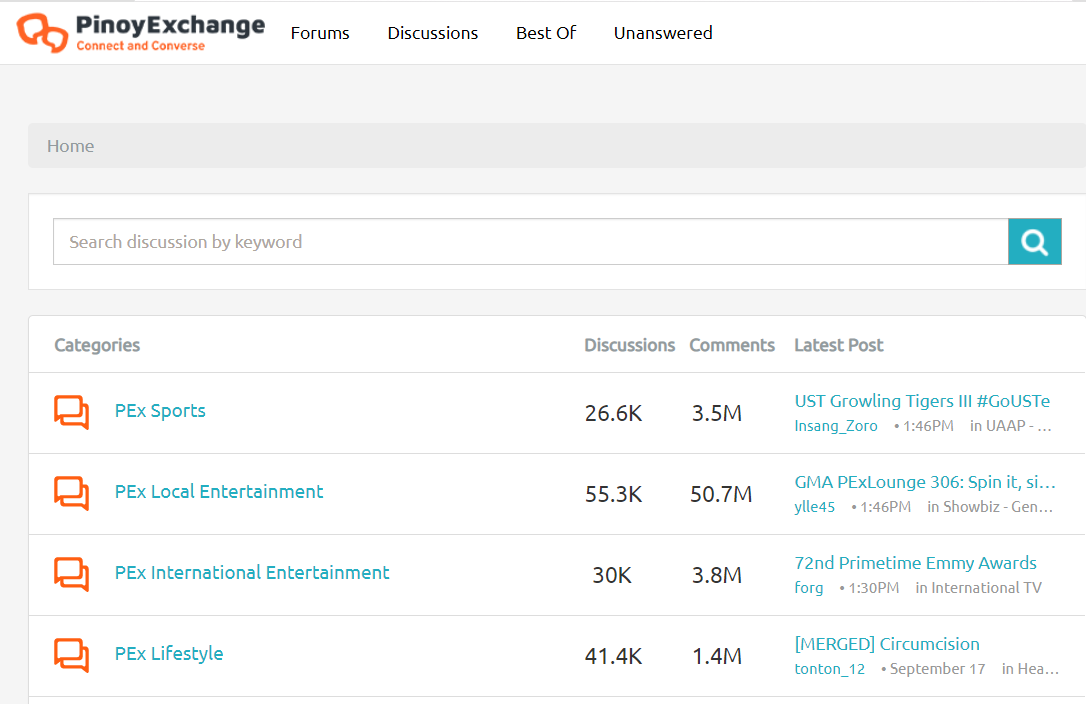 PinoyExchange
Connect and Converse
Forums Discussions Best Of Unanswered
Home
Search discussion by keyword
Categories Discussions Comments Latest Post
PEx Sports 26.6K 3.5M UST Growling Tigers III #GoUSTe
Insang_Zoro • 1:46PM in UAAP - ...
PEx Local Entertainment 55.3K 50.7M GMA PExLounge 306: Spin it, si...
ylle45 • 1:46PM in Showbiz - Gen...
PEx International Entertainment 30K 3.8M 72nd Primetime Emmy Awards
forg • 1:30PM in International TV
PEx Lifestyle 41.4K 1.4M [MERGED] Circumcision
tonton_12 • September 17 in Hea...